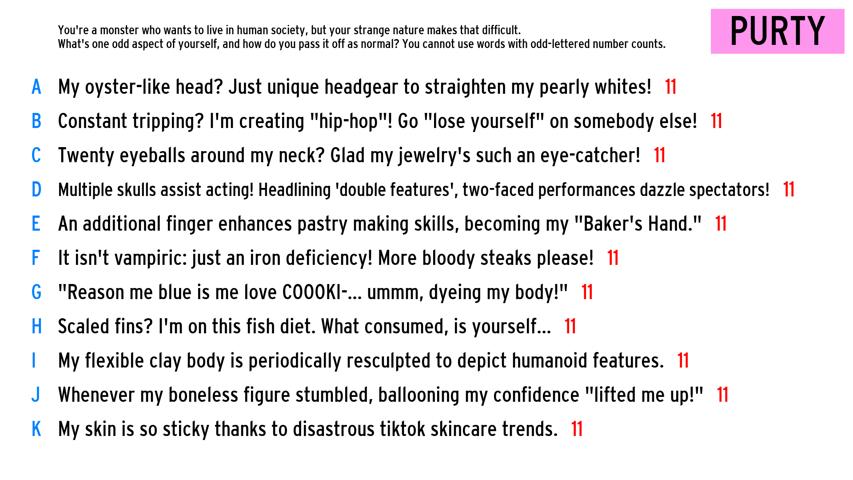 You're a monster who wants to live in human society, but your strange nature makes that difficult.
What's one odd aspect of yourself, and how do you pass it off as normal? You cannot use words with odd-lettered number counts.
PURTY
A My oyster-like head? Just unique headgear to straighten my pearly whites! 11
B Constant tripping? I'm creating "hip-hop"! Go "lose yourself" on somebody else! 11
C Twenty eyeballs around my neck? Glad my jewelry's such an eye-catcher! 11
D Multiple skulls assist acting! Headlining 'double features', two-faced performances dazzle spectators! 11
E An additional finger enhances pastry making skills, becoming my "Baker's Hand." 11
F It isn't vampiric: just an iron deficiency! More bloody steaks please! 11
G "Reason me blue is me love COOOKI-... ummm, dyeing my body!" 11
H Scaled fins? I'm on this fish diet. What consumed, is yourself... 11
I My flexible clay body is periodically resculpted to depict humanoid features. 11
J Whenever my boneless figure stumbled, ballooning my confidence "lifted me up!" 11
K My skin is so sticky thanks to disastrous tiktok skincare trends. 11